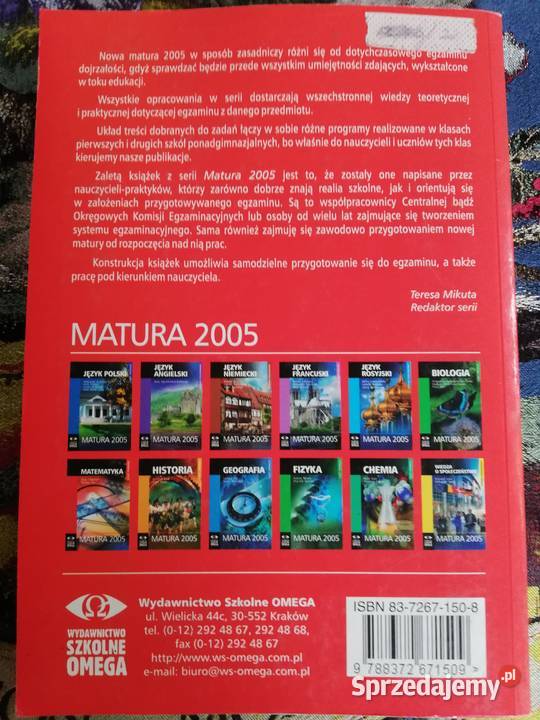 Nowa matura 2005 w sposób zasadniczy różni się od dotychczasowego egzaminu
dojrzałości, gdyż sprawdzać będzie przede wszystkim umiejętności zdających, wykształcone
w toku edukacji.
Wszystkie opracowania w serii dostarczają wszechstronnej wiedzy teoretycznej
i praktycznej dotyczącej egzaminu z danego przedmiotu.
Układ treści dobranych do zadań łączy w sobie różne programy realizowane w klasach
pierwszych i drugich szkół ponadgimnazjalnych, bo właśnie do nauczycieli i uczniów tych klas
kierujemy nasze publikacje.
Zaletą książek z serii Matura 2005 jest to, że zostały one napisane przez
nauczycieli-praktyków, którzy zarówno dobrze znają realia szkolne, jak i orientują się
w założeniach przygotowywanego egzaminu. Są to współpracownicy Centralnej bądź
Okręgowych Komisji Egzaminacyjnych lub osoby od wielu lat zajmujące się tworzeniem
systemu egzaminacyjnego. Sama również zajmuję się zawodowo przygotowaniem nowej
matury od rozpoczęcia nad nią prac.
Konstrukcja książek umożliwia samodzielne przygotowanie się do egzaminu, a także
pracę pod kierunkiem nauczyciela.
Teresa Mikuta
Redaktor serii
MATURA 2005
JĘZYK POLSKI
MATURA 2005
JĘZYK ANGIELSKI
MATURA 2005
JĘZYK NIEMIECKI
MATURA 2005
JĘZYK FRANCUSKI
MATURA 2005
JĘZYK ROSYJSKI
MATURA 2005
BIOLOGIA
MATURA 2005
MATEMATYKA
MATURA 2005
HISTORIA
MATURA 2005
GEOGRAFIA
MATURA 2005
FIZYKA
MATURA 2005
CHEMIA
MATURA 2005
WIEDZA O SPOŁECZEŃSTWIE
MATURA 2005
WYDAWNICTWO
SZKOLNE
OMEGA
Wydawnictwo Szkolne OMEGA
ul. Wielicka 44c, 30-552 Kraków
tel. (0-12) 292 48 67, 292 48 68,
fax (0-12) 292 48 67
http://www.ws-omega.com.pl
e-mail: biuro@ws-omega.com.pl
ISBN 83-7267-150-8
9 788372 671509 >
Sprzedajemy.pl